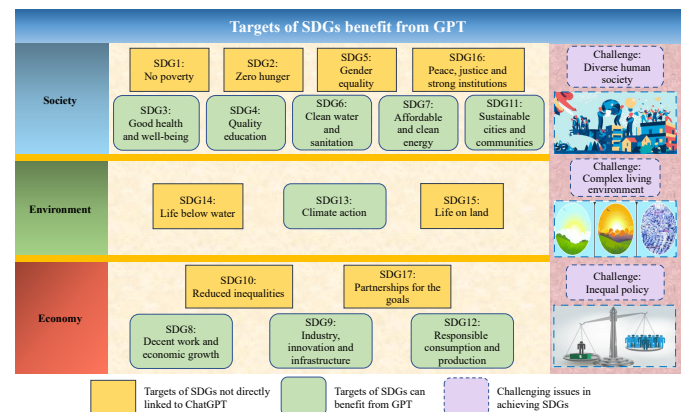 Targets of SDGs benefit from GPT
Society
SDG1:
No poverty
SDG2:
Zero hunger
SDG5:
Gender
equality
SDG16:
Peace, justice and
strong institutions
SDG3:
Good health
and well-being
SDG4:
Quality
education
SDG6:
Clean water
and
sanitation
SDG7:
Affordable
and clean
energy
SDG11:
Sustainable
cities and
communities
Challenge:
Diverse human
society
Environment
SDG14:
Life below water
SDG13:
Climate action
SDG15:
Life on land
Challenge:
Complex living
environment
Economy
SDG10:
Reduced inequalities
SDG17:
Partnerships for the
goals
SDG8:
Decent work and
economic growth
SDG9:
Industry,
innovation and
infrastructure
SDG12:
Responsible
consumption and
production
Challenge:
Inequal policy
Targets of SDGs not directly
linked to ChatGPT
Targets of SDGs can
benefit from GPT
Challenging issues in
achieving SDGs